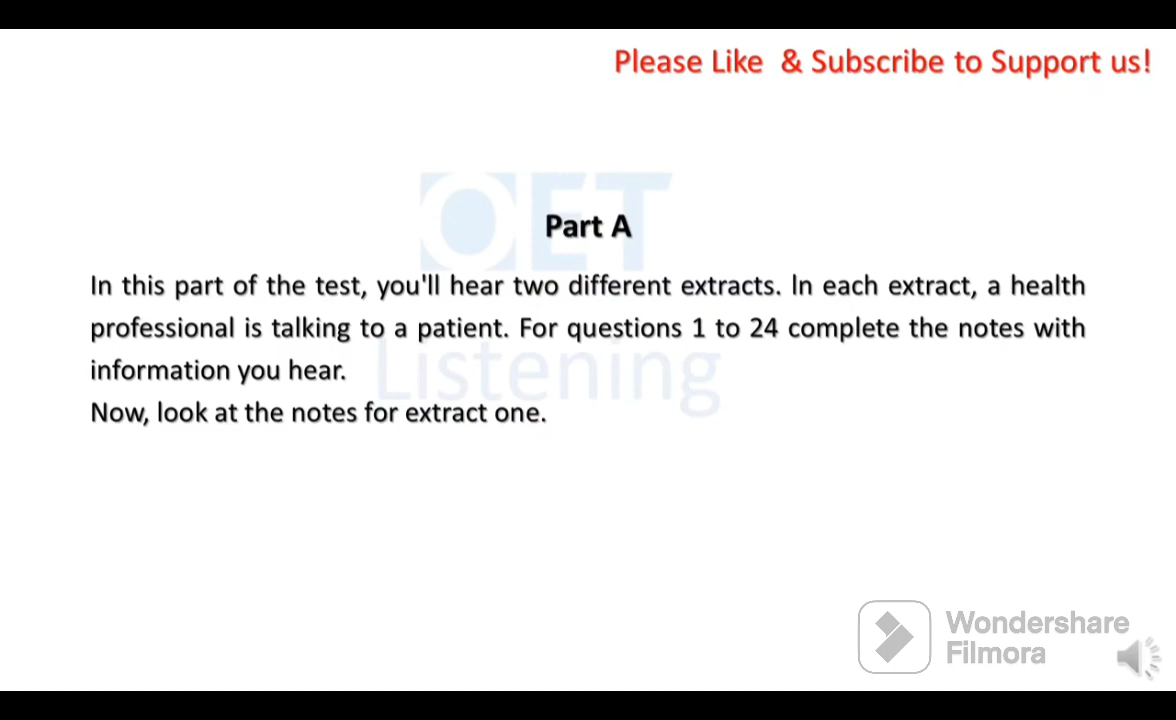 Please Like & Subscribe to Support us!
OET
Listening
Part A
In this part of the test, you'll hear two different extracts. In each extract, a health
professional is talking to a patient. For questions 1 to 24 complete the notes with
information you hear.
Now, look at the notes for extract one.
Wondershare
Filmora